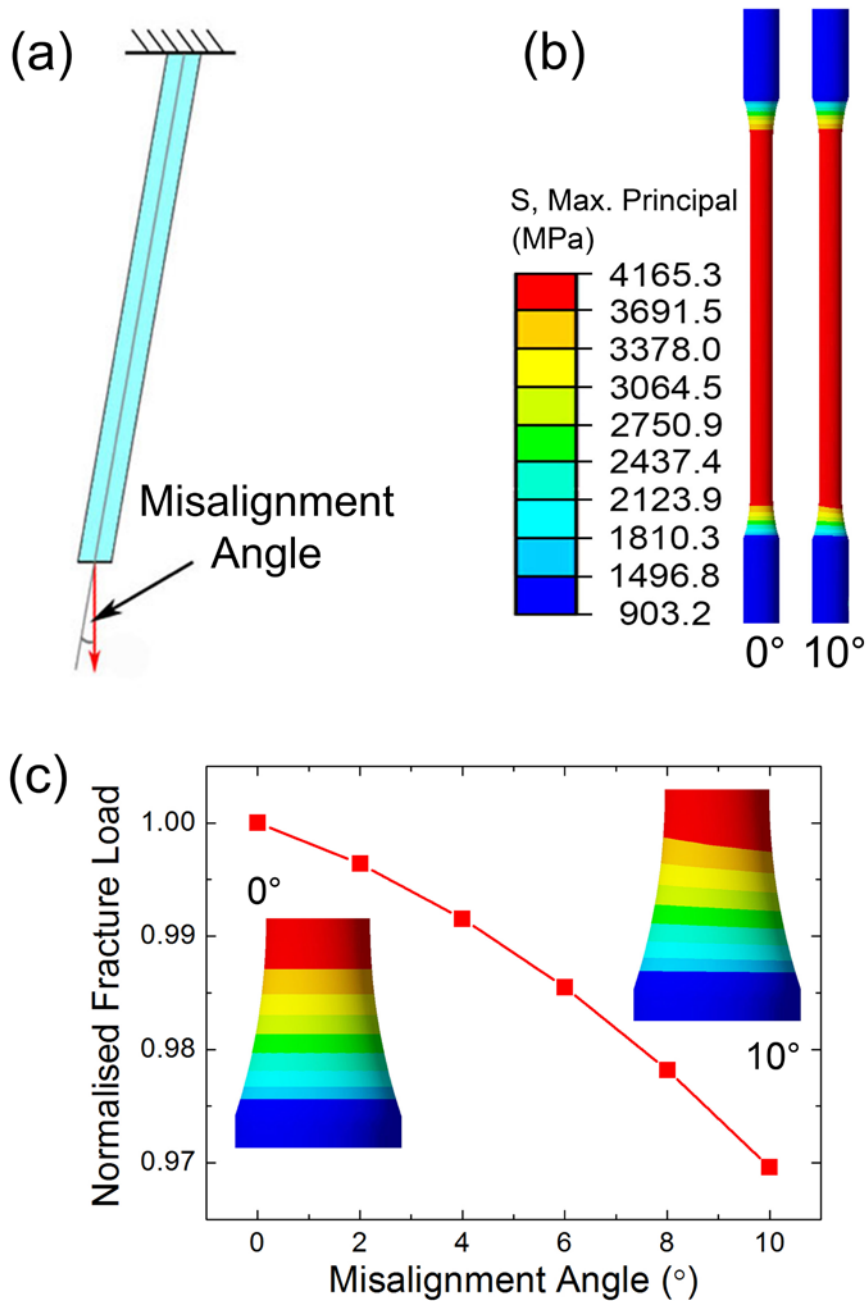 (a)
Misalignment
Angle
(b)
S, Max. Principal
(MPa)
4165.3
3691.5
3378.0
3064.5
2750.9
2437.4
2123.9
1810.3
1496.8
903.2
0° 10°
(c)
Normalised Fracture Load
1.00
0.99
0.98
0.97
0°
10°
0 2 4 6 8 10
Misalignment Angle (°)